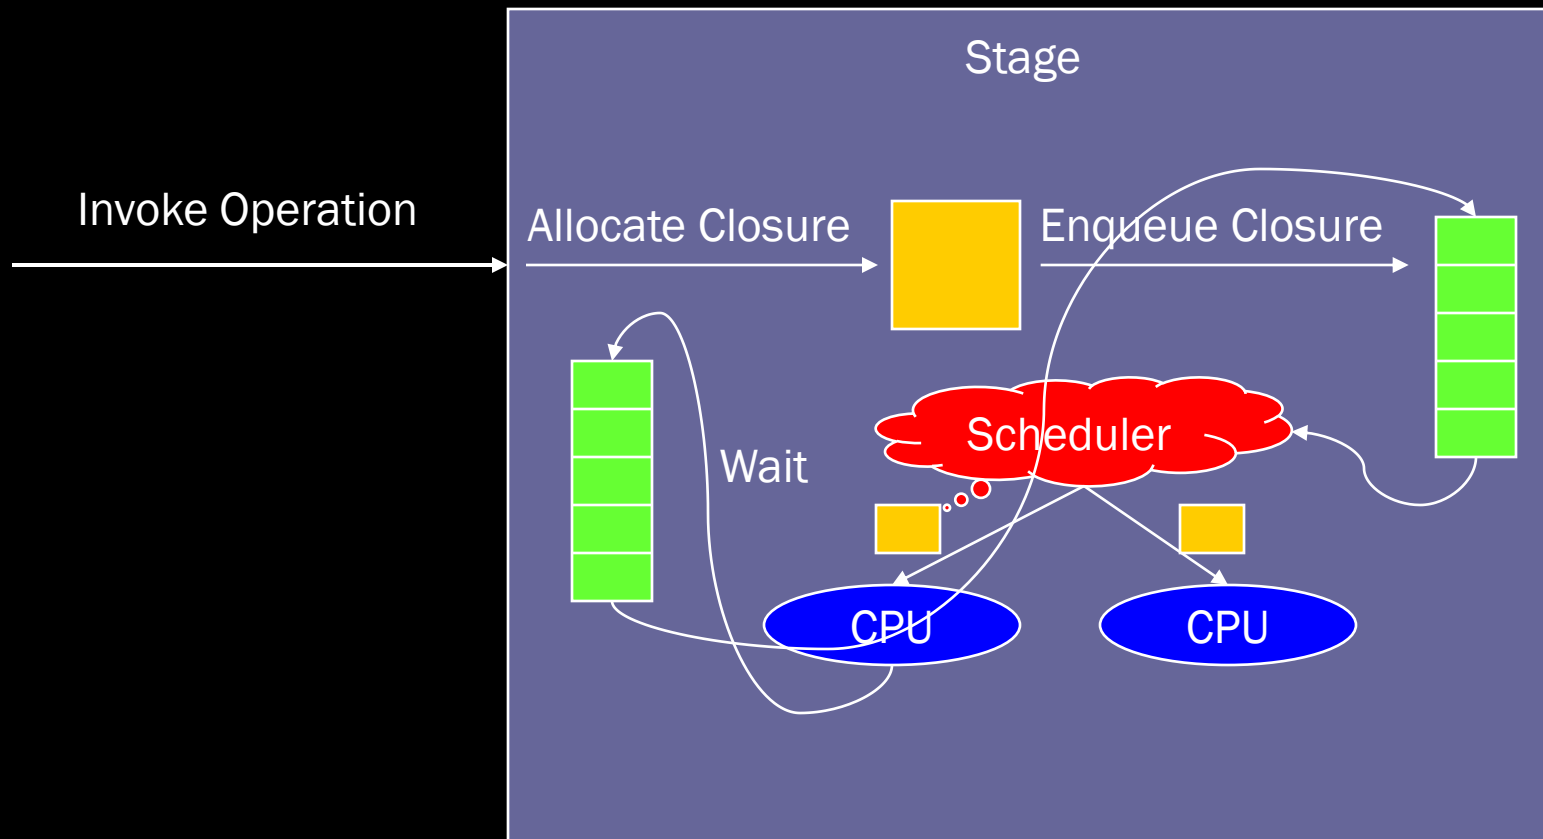 Stage
Invoke Operation
Allocate Closure
Enqueue Closure
Scheduler
Wait
CPU
CPU